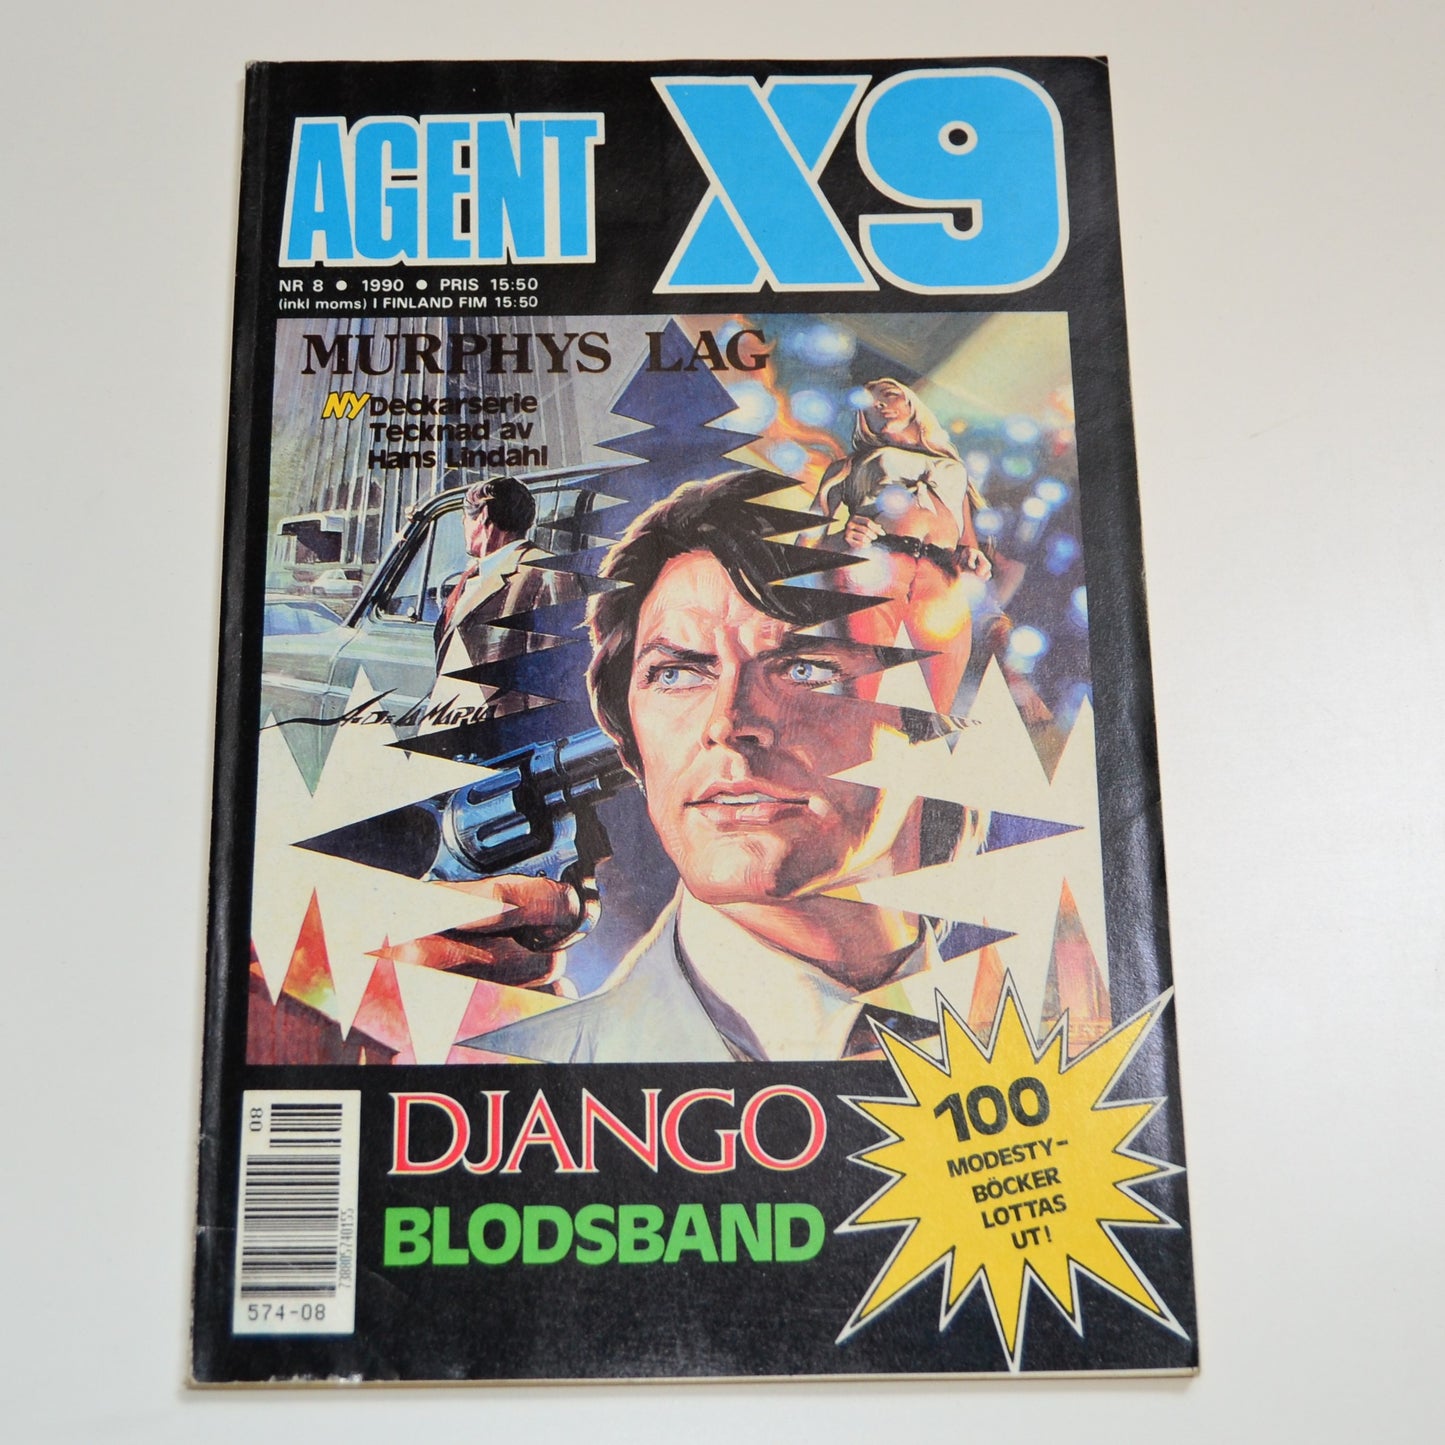 AGENT X9
NR 8 • 1990 • PRIS 15:50
(inkl moms) I FINLAND FIM 15:50
MURPHYS LAG
NY Deckarserie
Tecknad av
Hans Lindahl
DJANGO
BLODSBAND
100
MODESTY-
BÖCKER
LOTTAS
UT!
08
738805740155
574-08